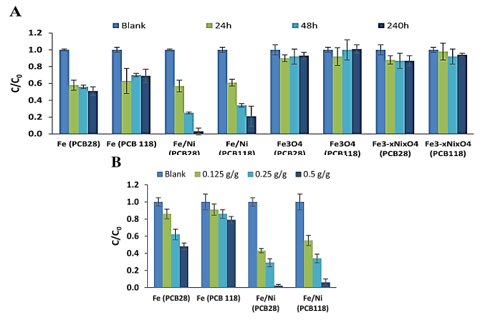 A
Blank 24h 48h 240h
C/C0
1.2
1.0
0.8
0.6
0.4
0.2
0.0
Fe (PCB28) Fe (PCB 118) Fe/Ni (PCB28) Fe/Ni (PCB118) Fe3O4 (PCB28) Fe3O4 (PCB118) Fe3-xNixO4 (PCB28) Fe3-xNixO4 (PCB118)
B
Blank 0.125 g/g 0.25 g/g 0.5 g/g
C/C0
1.2
1.0
0.8
0.6
0.4
0.2
0.0
Fe (PCB28) Fe (PCB 118) Fe/Ni (PCB28) Fe/Ni (PCB118)